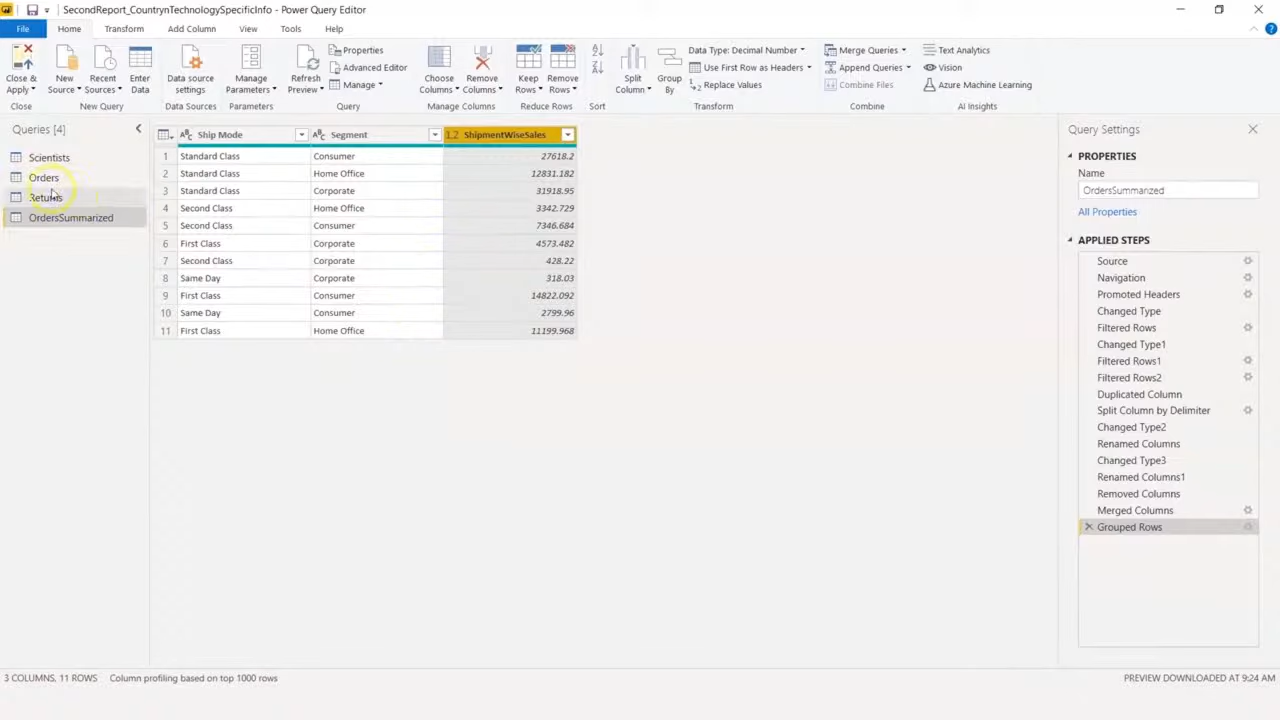 SecondReport_CountrynTechnologySpecificInfo - Power Query Editor
File Home Transform Add Column View Tools Help
Close & Apply
New Source
Recent Sources
Enter Data
Data source settings
Manage Parameters
Refresh Preview
Properties
Advanced Editor
Manage
Choose Columns
Remove Columns
Keep Rows
Remove Rows
Split Column
Group By
Data Type: Decimal Number
Use First Row as Headers
Replace Values
Merge Queries
Append Queries
Combine Files
Text Analytics
Vision
Azure Machine Learning
Close New Query Data Sources Parameters Query Manage Columns Reduce Rows Sort Transform Combine AI Insights
Queries [4]
Scientists
Orders
Returns
OrdersSummarized
Ship Mode Segment 1.2 ShipmentWiseSales
1 Standard Class Consumer 27618.2
2 Standard Class Home Office 12831.182
3 Standard Class Corporate 31918.95
4 Second Class Home Office 3342.729
5 Second Class Consumer 7346.684
6 First Class Corporate 4573.482
7 Second Class Corporate 428.22
8 Same Day Corporate 318.03
9 First Class Consumer 14822.092
10 Same Day Consumer 2799.96
11 First Class Home Office 11199.968
Query Settings
PROPERTIES
Name
OrdersSummarized
All Properties
APPLIED STEPS
Source
Navigation
Promoted Headers
Changed Type
Filtered Rows
Changed Type1
Filtered Rows1
Filtered Rows2
Duplicated Column
Split Column by Delimiter
Changed Type2
Renamed Columns
Changed Type3
Renamed Columns1
Removed Columns
Merged Columns
Grouped Rows
3 COLUMNS, 11 ROWS Column profiling based on top 1000 rows
PREVIEW DOWNLOADED AT 9:24 AM